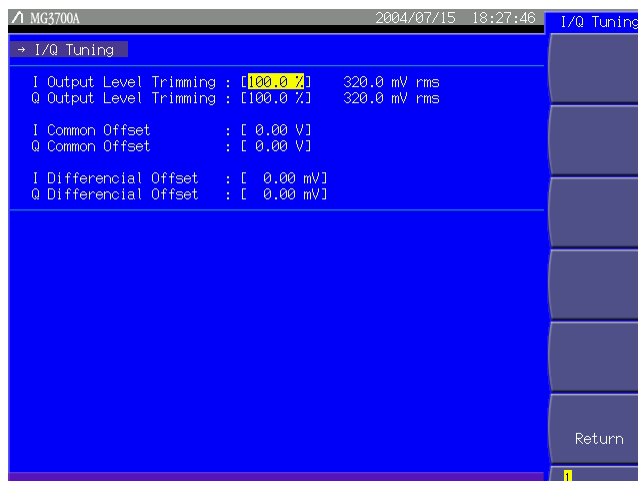 MG3700A 2004/07/15 18:27:46 I/Q Tuning
→ I/Q Tuning
I Output Level Trimming : [100.0 %] 320.0 mV rms
Q Output Level Trimming : [100.0 %] 320.0 mV rms
I Common Offset : [ 0.00 V]
Q Common Offset : [ 0.00 V]
I Differencial Offset : [ 0.00 mV]
Q Differencial Offset : [ 0.00 mV]
Return
1